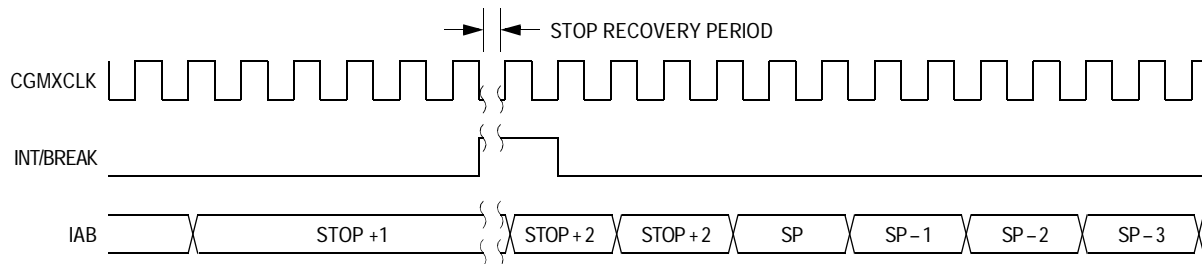 STOP RECOVERY PERIOD
CGMXCLK
INT/BREAK
IAB STOP +1 STOP + 2 STOP + 2 SP SP – 1 SP – 2 SP – 3